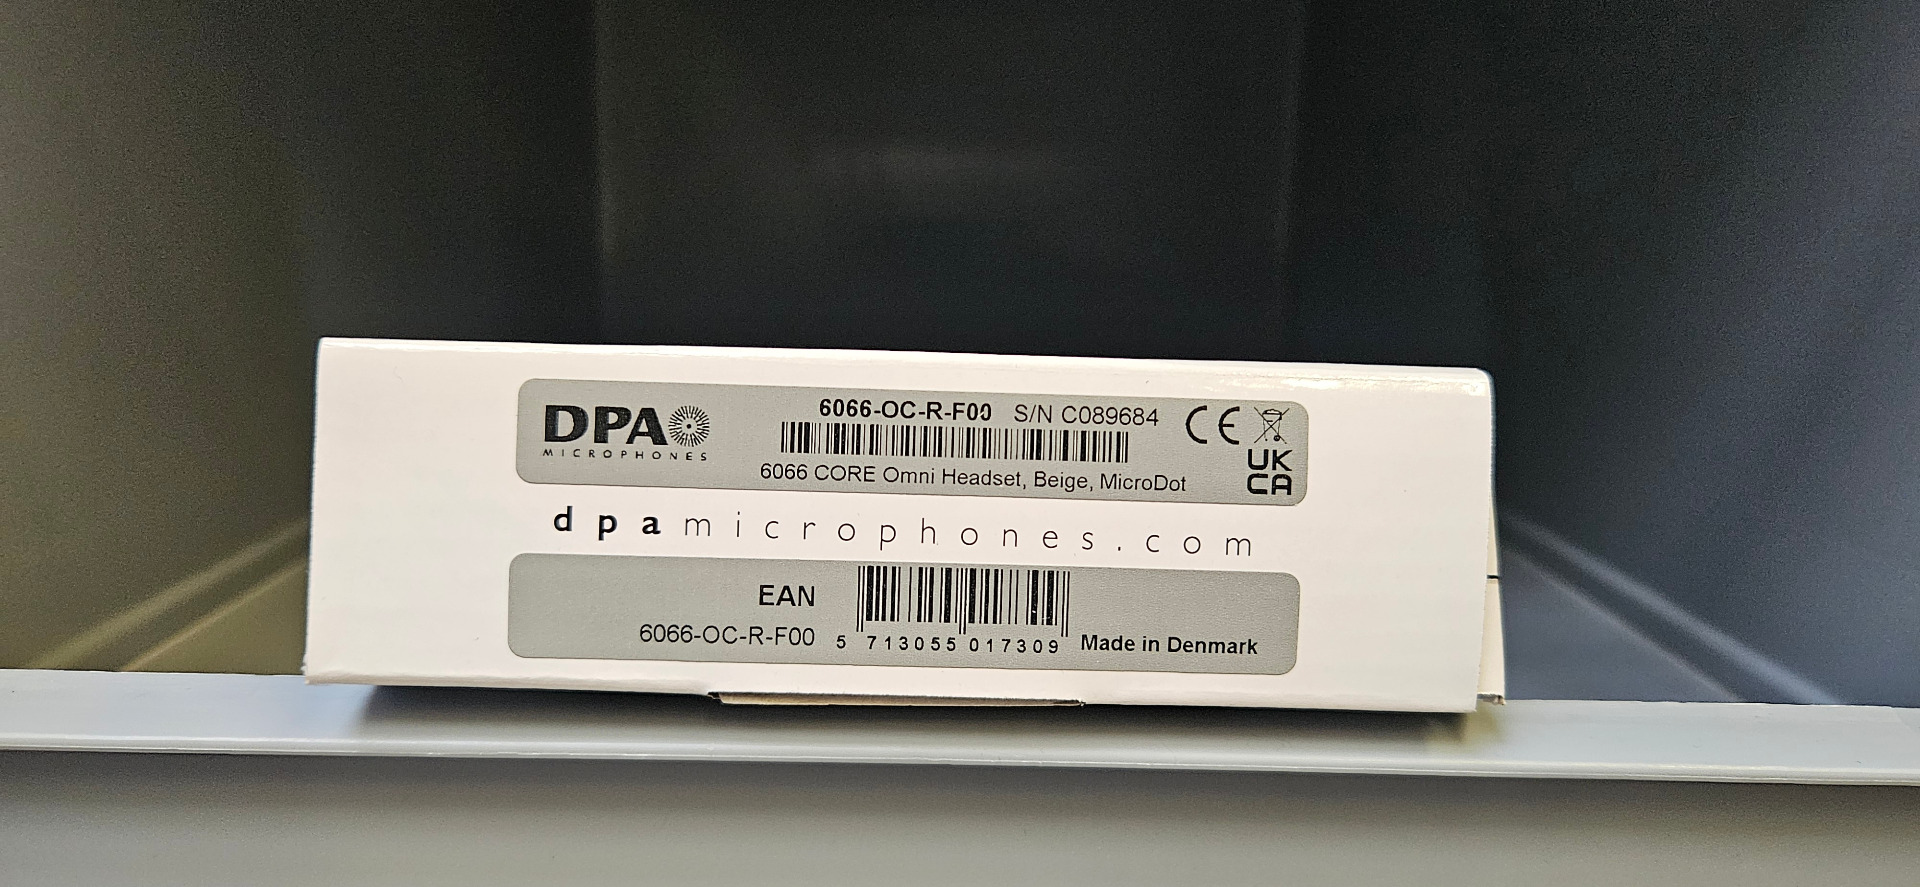 DPA
MICROPHONES
6066-OC-R-F00 S/N C089684
6066 CORE Omni Headset, Beige, MicroDot
CE
UK
CA
dpamicrophones.com
EAN
6066-OC-R-F00
5 713055 017309
Made in Denmark